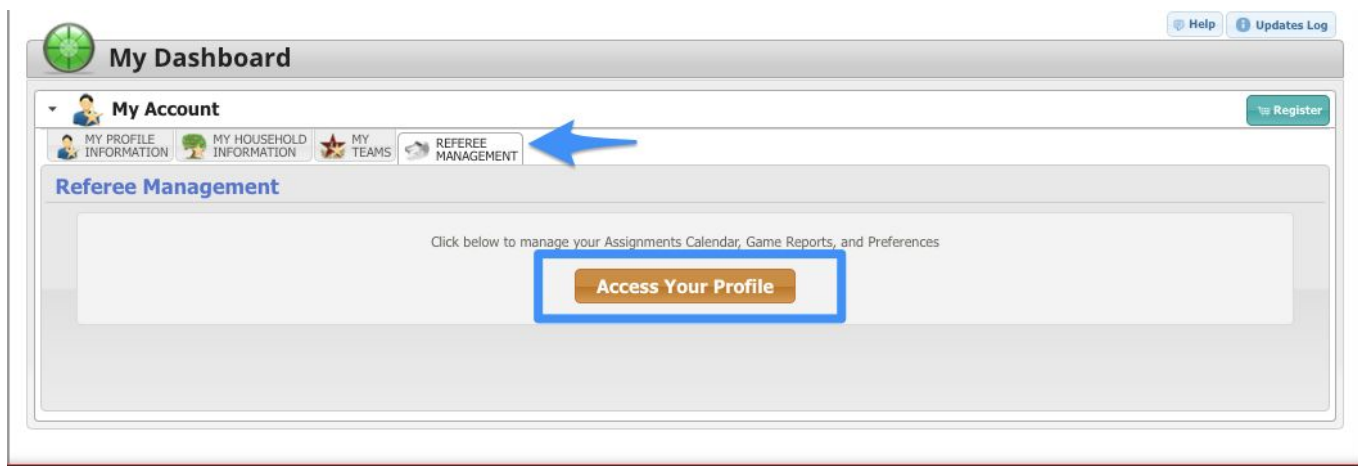 Help
Updates Log
My Dashboard
My Account
Register
MY PROFILE
INFORMATION
MY HOUSEHOLD
INFORMATION
MY
TEAMS
REFEREE
MANAGEMENT
Referee Management
Click below to manage your Assignments Calendar, Game Reports, and Preferences
Access Your Profile